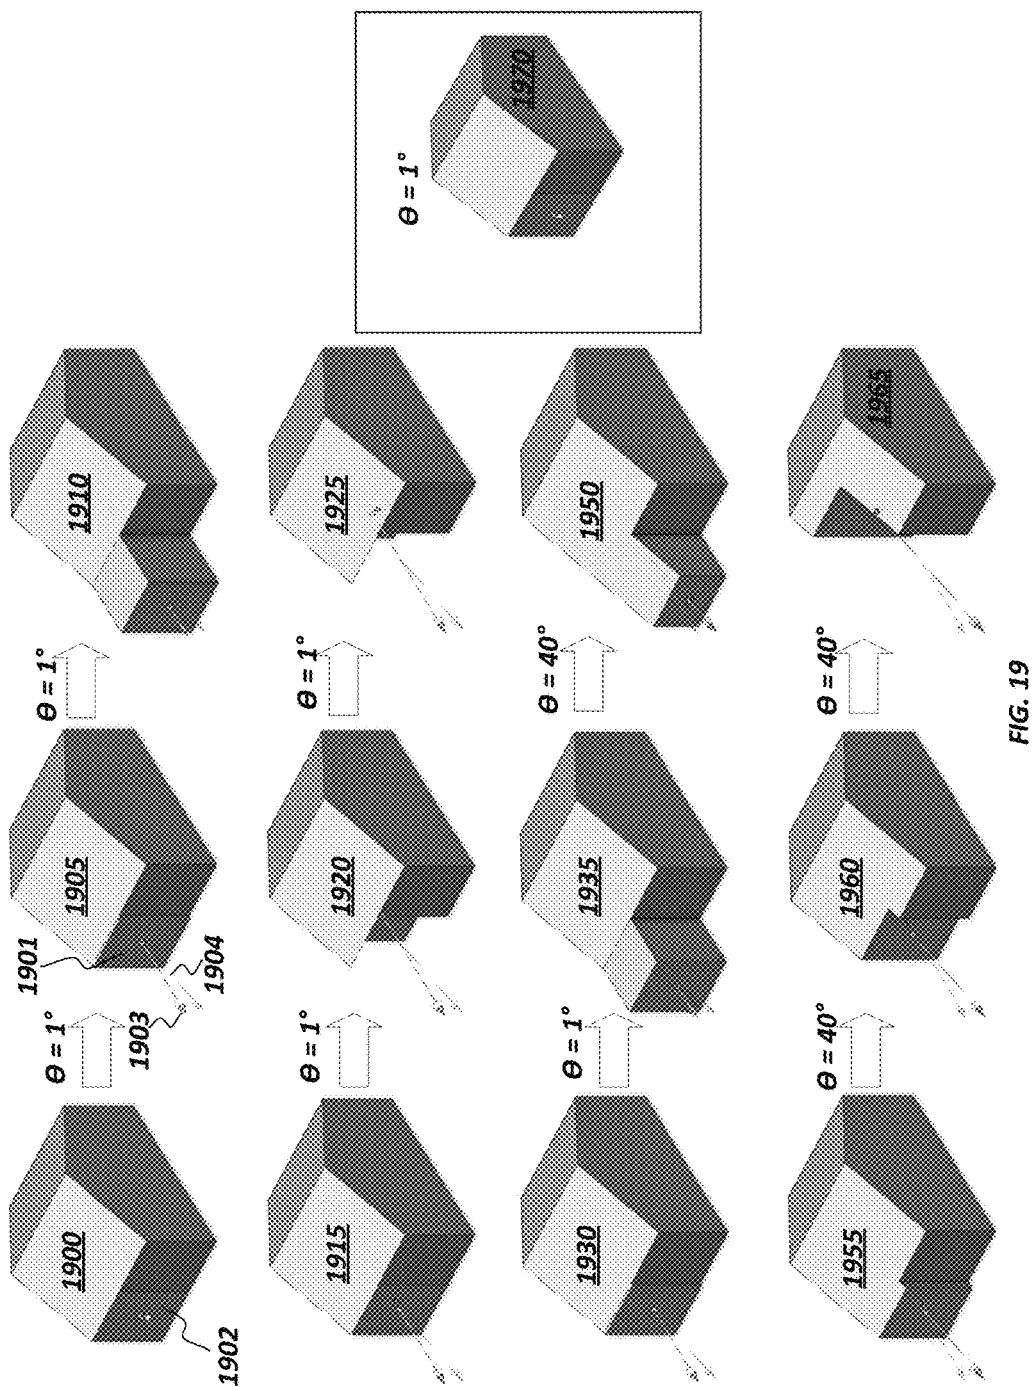 1900
1902
Θ = 1°
1905
1901
1903
1904
Θ = 1°
1910
1915
Θ = 1°
1920
Θ = 1°
1925
1930
Θ = 1°
1935
Θ = 40°
1950
1955
Θ = 40°
1960
Θ = 40°
1965
Θ = 1°
1970
FIG. 19